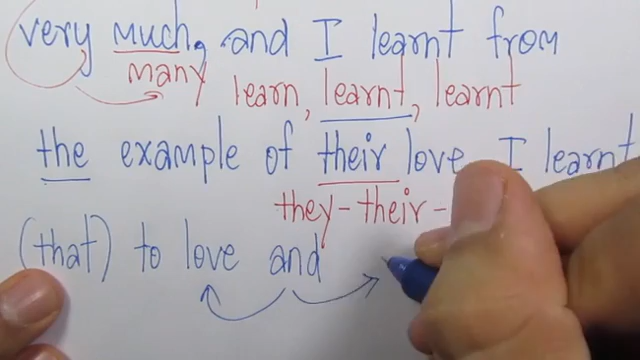 very much, and I learnt from
many learn, learnt, learnt
the example of their love I learnt
they - their -
(that) to love and